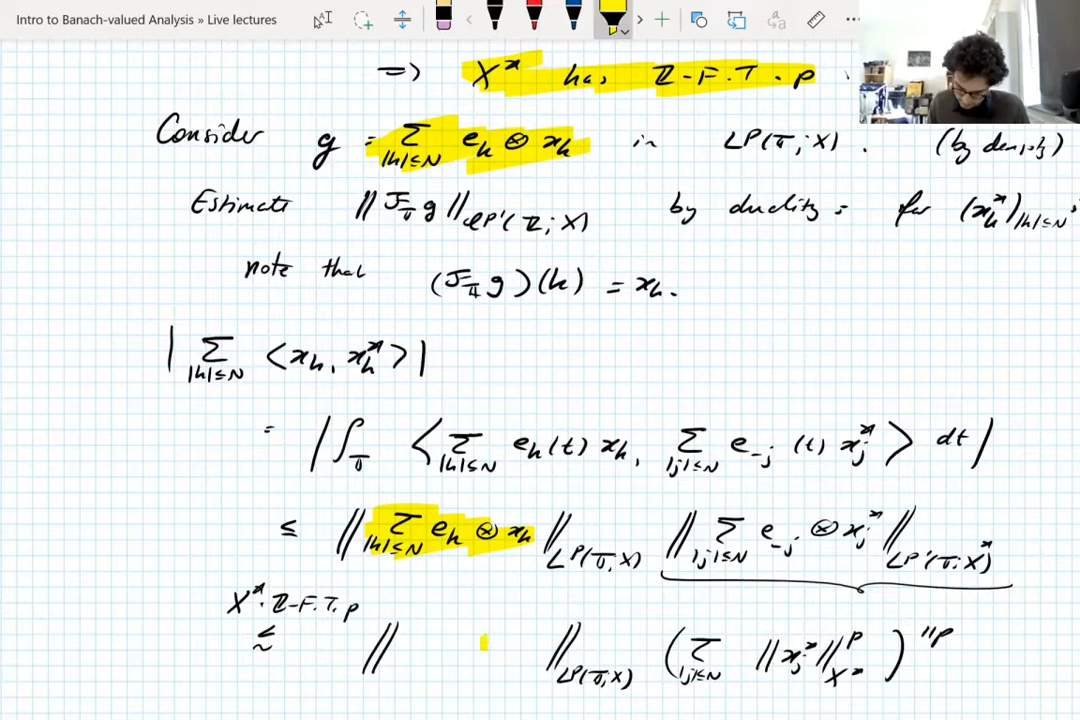 Intro to Banach-valued Analysis » Live lectures
=> X* has ℤ-F.T. p
Consider g = Σ_{|k|≤N} e_k ⊗ x_k in L^p(𝕋; X). (by density)
Estimate ||ℱ_𝕋 g||_{ℓ^{p'}(ℤ; X)} by duality: for (x_k^*)_{|k|≤N}
note that (ℱ_𝕋 g)(k) = x_k.
| Σ_{|k|≤N} <x_k, x_k^*> |
= | ∫_𝕋 < Σ_{|k|≤N} e_k(t) x_k, Σ_{|j|≤N} e_{-j}(t) x_j^* > dt |
≤ || Σ_{|k|≤N} e_k ⊗ x_k ||_{L^p(𝕋; X)} || Σ_{|j|≤N} e_{-j} ⊗ x_j^* ||_{L^{p'}(𝕋; X^*)}
X*: ℤ-F.T. p
≲ || ||_{L^p(𝕋; X)} ( Σ_{|j|≤N} ||x_j^*||_{X^*}^p )^{1/p}